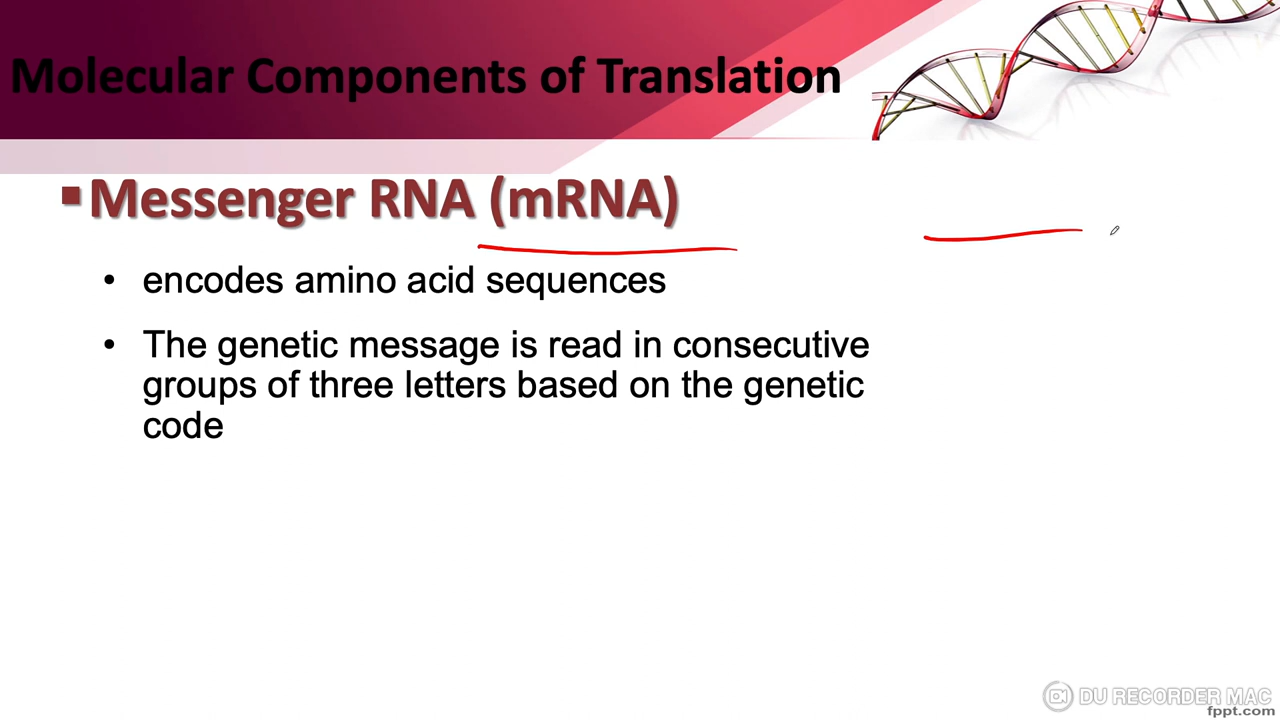 Molecular Components of Translation
▪Messenger RNA (mRNA)
• encodes amino acid sequences
• The genetic message is read in consecutive
groups of three letters based on the genetic
code
DU RECORDER MAC
fppt.com